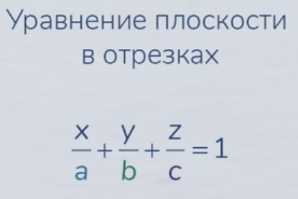 Уравнение плоскости
в отрезках
x/a + y/b + z/c = 1